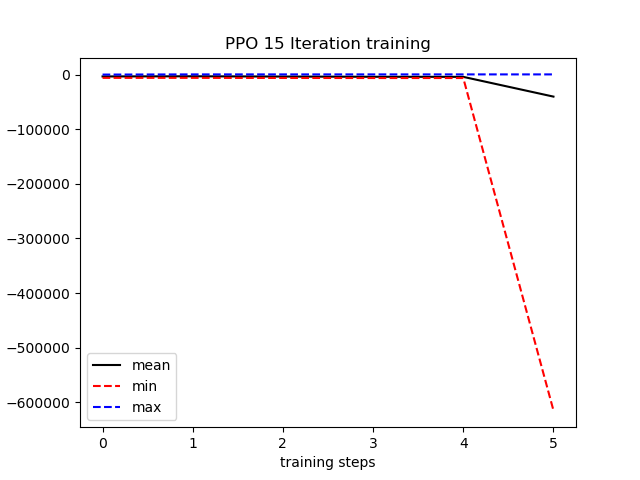 PPO 15 Iteration training
0
−100000
−200000
−300000
−400000
−500000
−600000
mean
min
max
0 1 2 3 4 5
training steps